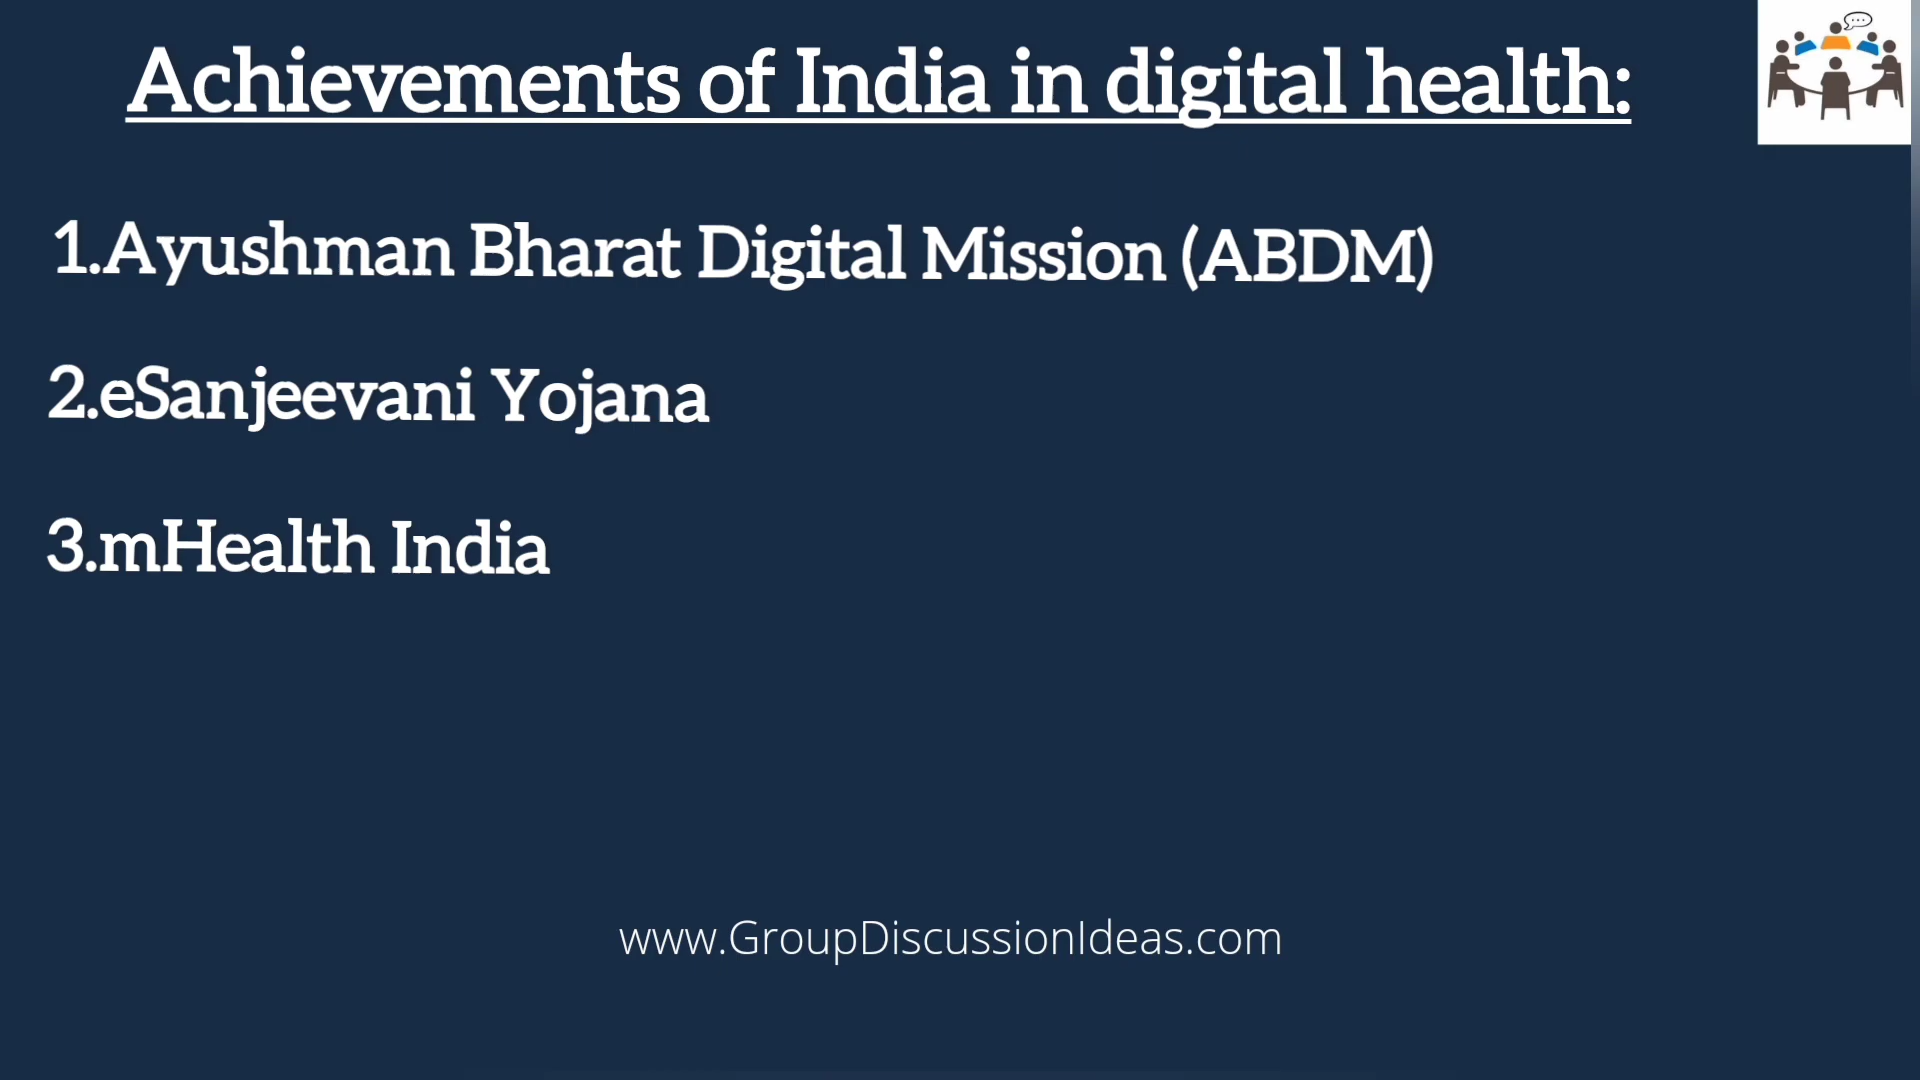 Achievements of India in digital health:
1.Ayushman Bharat Digital Mission (ABDM)
2.eSanjeevani Yojana
3.mHealth India
www.GroupDiscussionIdeas.com